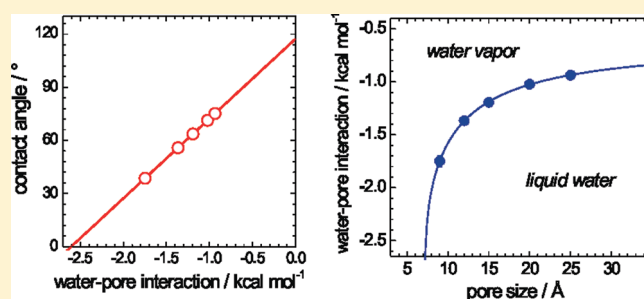 contact angle / °
120
90
60
30
0
-2.5 -2.0 -1.5 -1.0 -0.5 0.0
water-pore interaction / kcal mol⁻¹
water-pore interaction / kcal mol⁻¹
-0.5
-1.0
-1.5
-2.0
-2.5
water vapor
liquid water
5 10 15 20 25 30
pore size / Å